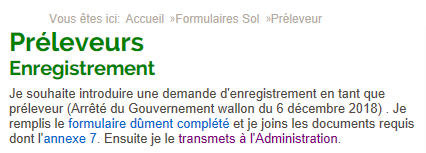 Vous êtes ici: Accueil »Formulaires Sol »Préleveur
Préleveurs
Enregistrement
Je souhaite introduire une demande d'enregistrement en tant que
préleveur (Arrêté du Gouvernement wallon du 6 décembre 2018) . Je
remplis le formulaire dûment complété et je joins les documents requis
dont l'annexe 7. Ensuite je le transmets à l'Administration.